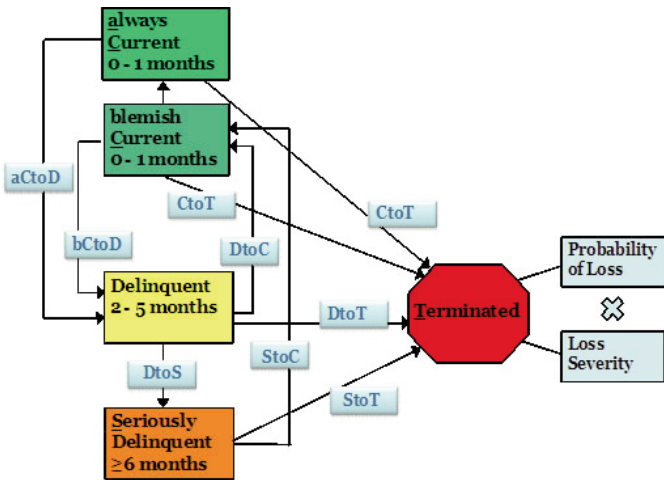 always
Current
0 - 1 months
blemish
Current
0 - 1 months
aCtoD
CtoT
CtoT
bCtoD
DtoC
Probability
of Loss
Delinquent
2 - 5 months
DtoT
Terminated
Loss
Severity
DtoS
StoC
StoT
Seriously
Delinquent
≥6 months